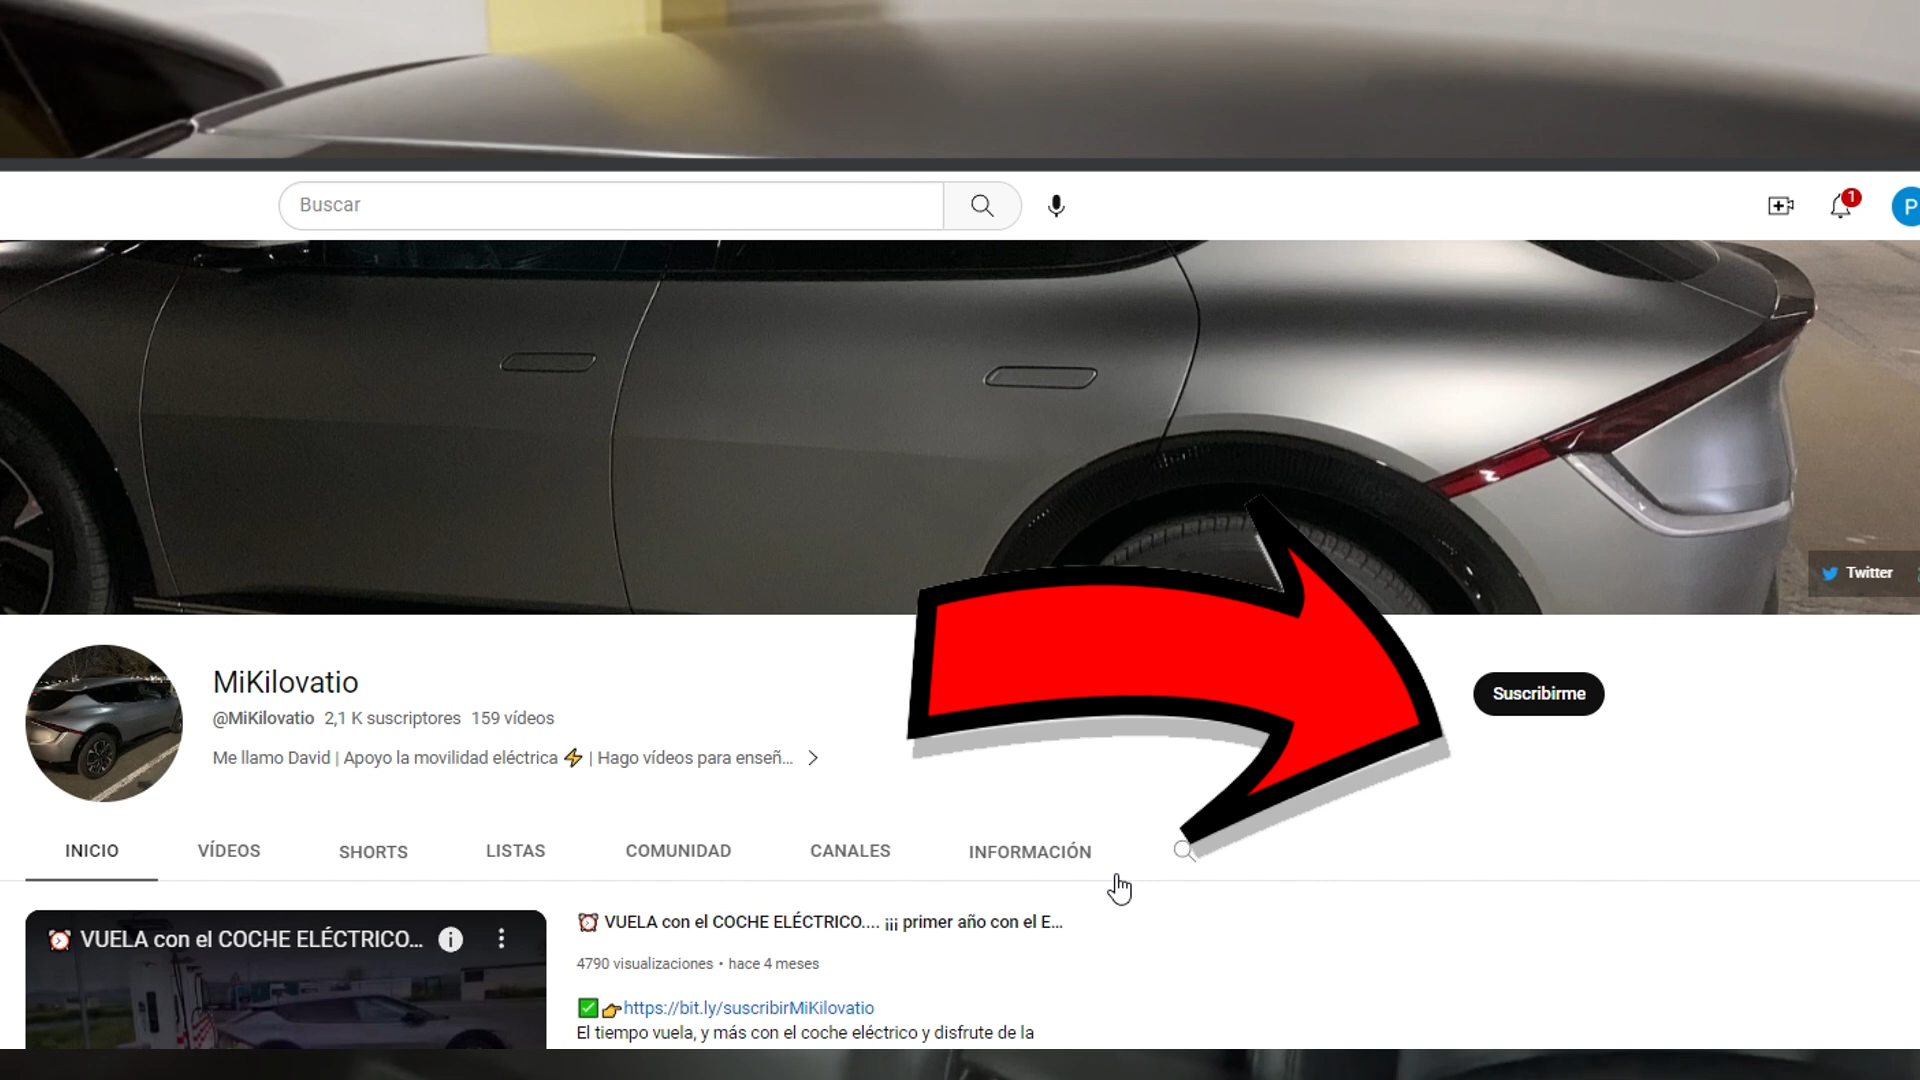 Buscar
1
P
Twitter
MiKilovatio
Suscribirme
@MiKilovatio 2,1 K suscriptores 159 vídeos
Me llamo David | Apoyo la movilidad eléctrica ⚡ | Hago vídeos para enseñ...
INICIO VÍDEOS SHORTS LISTAS COMUNIDAD CANALES INFORMACIÓN
⏰ VUELA con el COCHE ELÉCTRICO...
⏰ VUELA con el COCHE ELÉCTRICO.... ¡¡¡ primer año con el E...
4790 visualizaciones • hace 4 meses
✅👉https://bit.ly/suscribirMiKilovatio
El tiempo vuela, y más con el coche eléctrico y disfrute de la